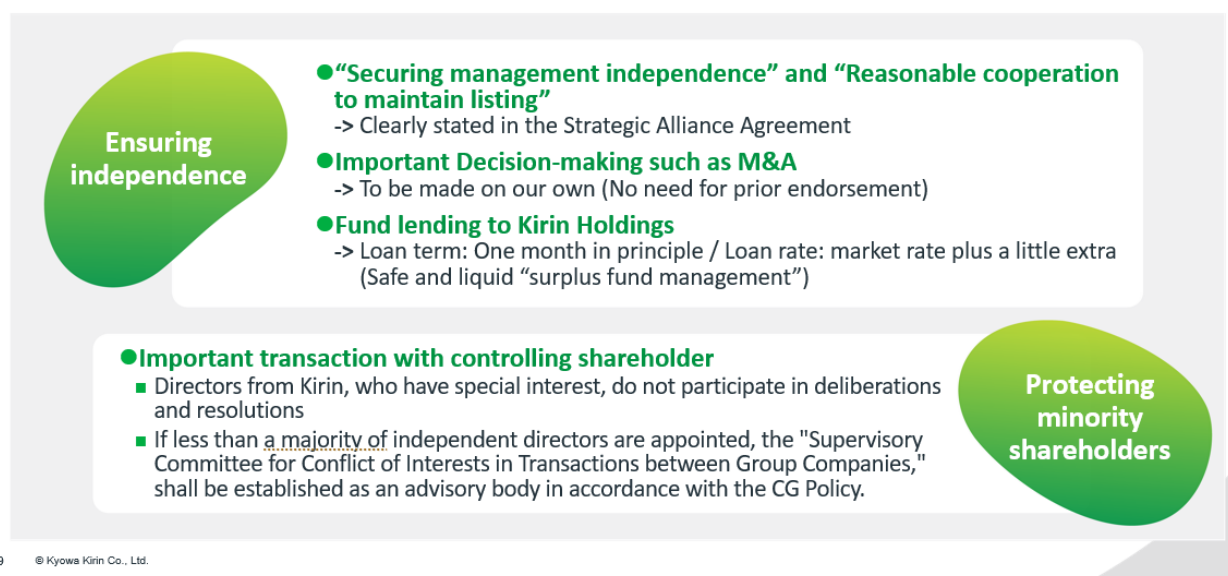 Ensuring
independence
●“Securing management independence” and “Reasonable cooperation
to maintain listing”
-> Clearly stated in the Strategic Alliance Agreement
●Important Decision-making such as M&A
-> To be made on our own (No need for prior endorsement)
●Fund lending to Kirin Holdings
-> Loan term: One month in principle / Loan rate: market rate plus a little extra
(Safe and liquid “surplus fund management”)
●Important transaction with controlling shareholder
■ Directors from Kirin, who have special interest, do not participate in deliberations
and resolutions
■ If less than a majority of independent directors are appointed, the "Supervisory
Committee for Conflict of Interests in Transactions between Group Companies,"
shall be established as an advisory body in accordance with the CG Policy.
Protecting
minority
shareholders
9 © Kyowa Kirin Co., Ltd.